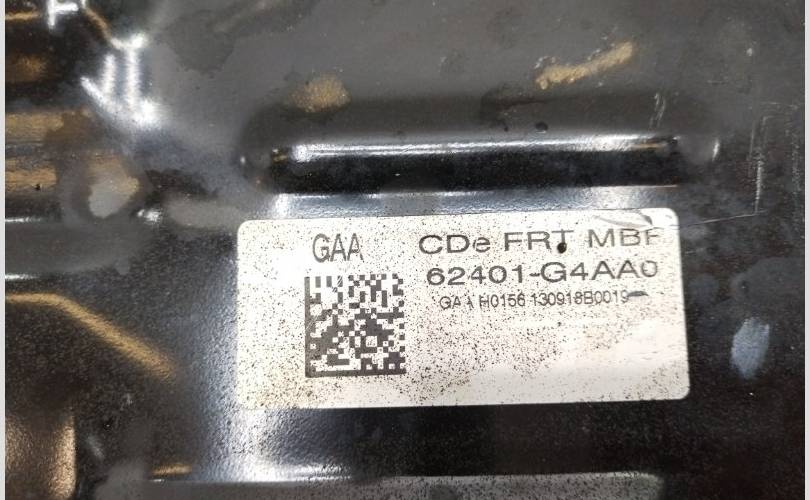 GAA
CDe FRT MBF
62401-G4AA0
GAA H0156 130918B0019